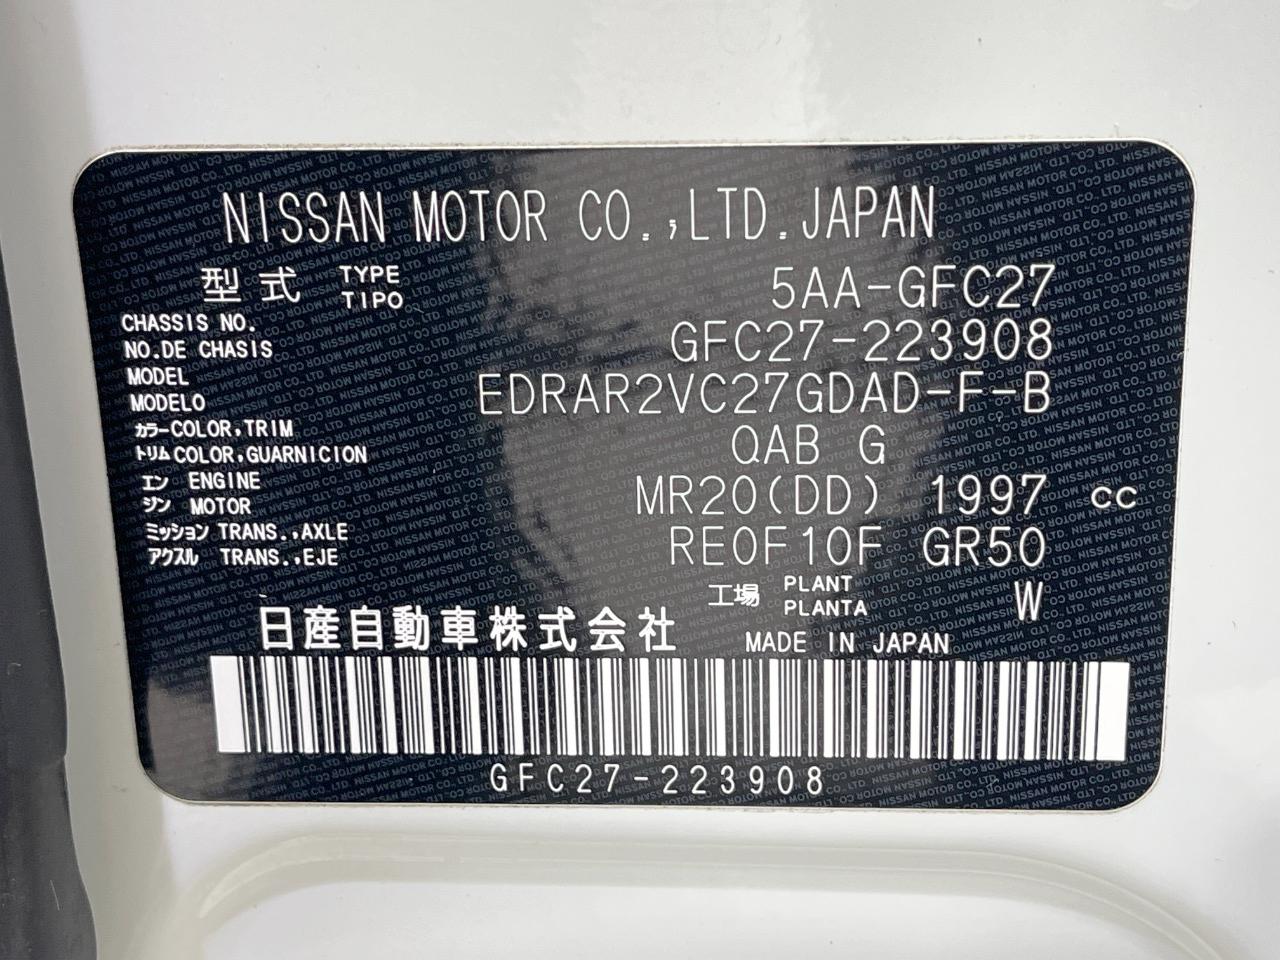 NISSAN MOTOR CO.,LTD.JAPAN
型式 TYPE TIPO 5AA-GFC27
CHASSIS NO. NO.DE CHASIS GFC27-223908
MODEL MODELO EDRAR2VC27GDAD-F-B
カラー COLOR,TRIM
トリム COLOR,GUARNICION QAB G
エン ENGINE
ジン MOTOR MR20(DD) 1997 cc
ミッション TRANS.,AXLE
アクスル TRANS.,EJE RE0F10F GR50
工場 PLANT PLANTA W
日産自動車株式会社 MADE IN JAPAN
GFC27-223908